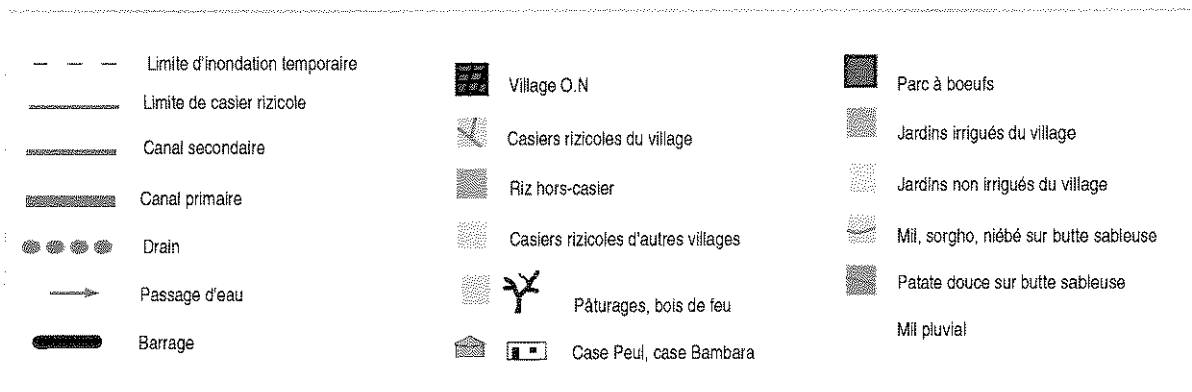 Limite d'inondation temporaire
Limite de casier rizicole
Canal secondaire
Canal primaire
Drain
Passage d'eau
Barrage
Village O.N
Casiers rizicoles du village
Riz hors-casier
Casiers rizicoles d'autres villages
Pâturages, bois de feu
Case Peul, case Bambara
Parc à boeufs
Jardins irrigués du village
Jardins non irrigués du village
Mil, sorgho, niébé sur butte sableuse
Patate douce sur butte sableuse
Mil pluvial